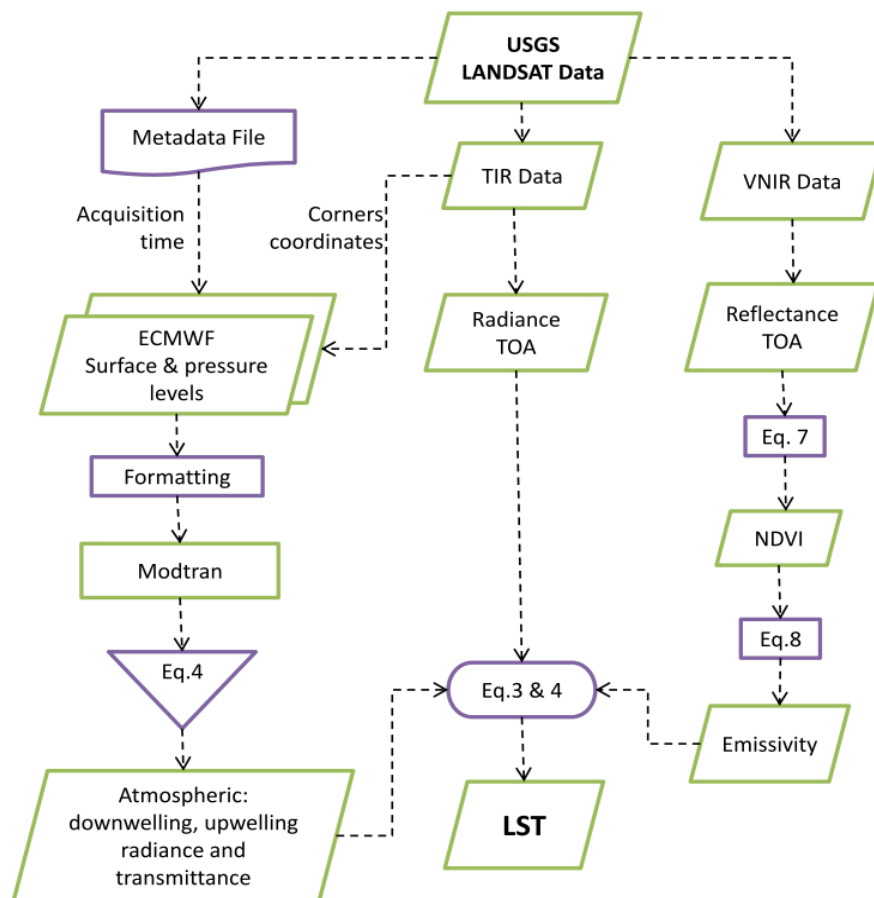 USGS
LANDSAT Data
Metadata File
TIR Data
VNIR Data
Acquisition
time
Corners
coordinates
ECMWF
Surface & pressure
levels
Radiance
TOA
Reflectance
TOA
Eq. 7
Formatting
NDVI
Modtran
Eq.8
Eq.4
Eq.3 & 4
Emissivity
Atmospheric:
downwelling, upwelling
radiance and
transmittance
LST